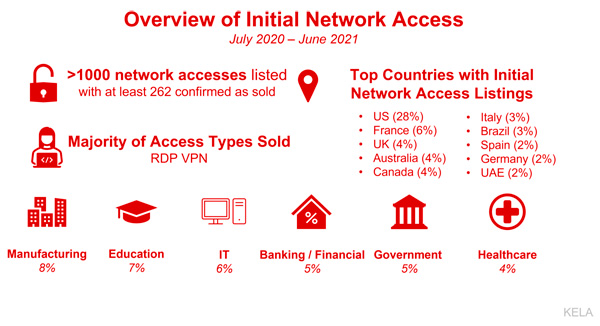 Overview of Initial Network Access
July 2020 – June 2021
>1000 network accesses listed
with at least 262 confirmed as sold
Majority of Access Types Sold
RDP VPN
Top Countries with Initial
Network Access Listings
• US (28%)
• France (6%)
• UK (4%)
• Australia (4%)
• Canada (4%)
• Italy (3%)
• Brazil (3%)
• Spain (2%)
• Germany (2%)
• UAE (2%)
%
Manufacturing
8%
Education
7%
IT
6%
Banking / Financial
5%
Government
5%
Healthcare
4%
KELA